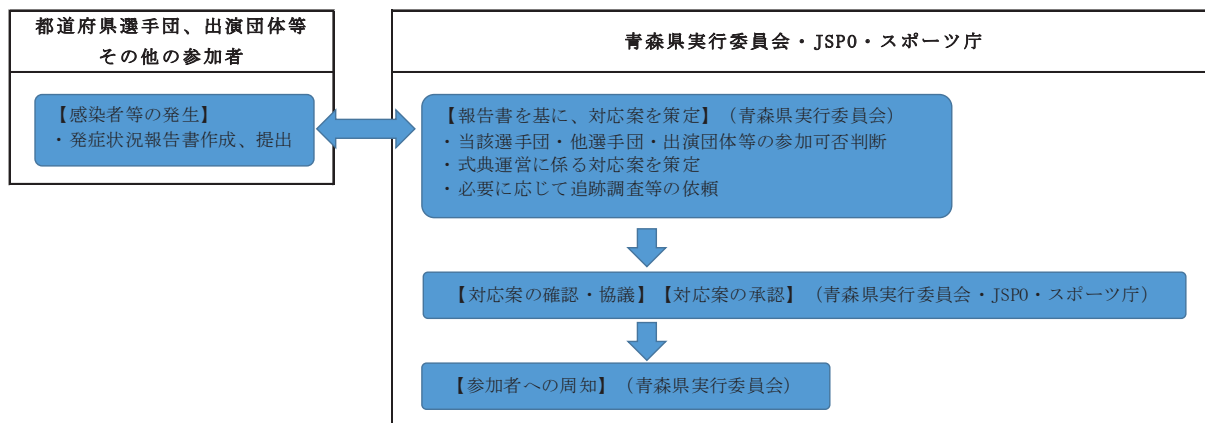 都道府県選手団、出演団体等
その他の参加者
【感染者等の発生】
・発症状況報告書作成、提出
青森県実行委員会・JSPO・スポーツ庁
【報告書を基に、対応案を策定】（青森県実行委員会）
・当該選手団・他選手団・出演団体等の参加可否判断
・式典運営に係る対応案を策定
・必要に応じて追跡調査等の依頼
【対応案の確認・協議】【対応案の承認】（青森県実行委員会・JSPO・スポーツ庁）
【参加者への周知】（青森県実行委員会）